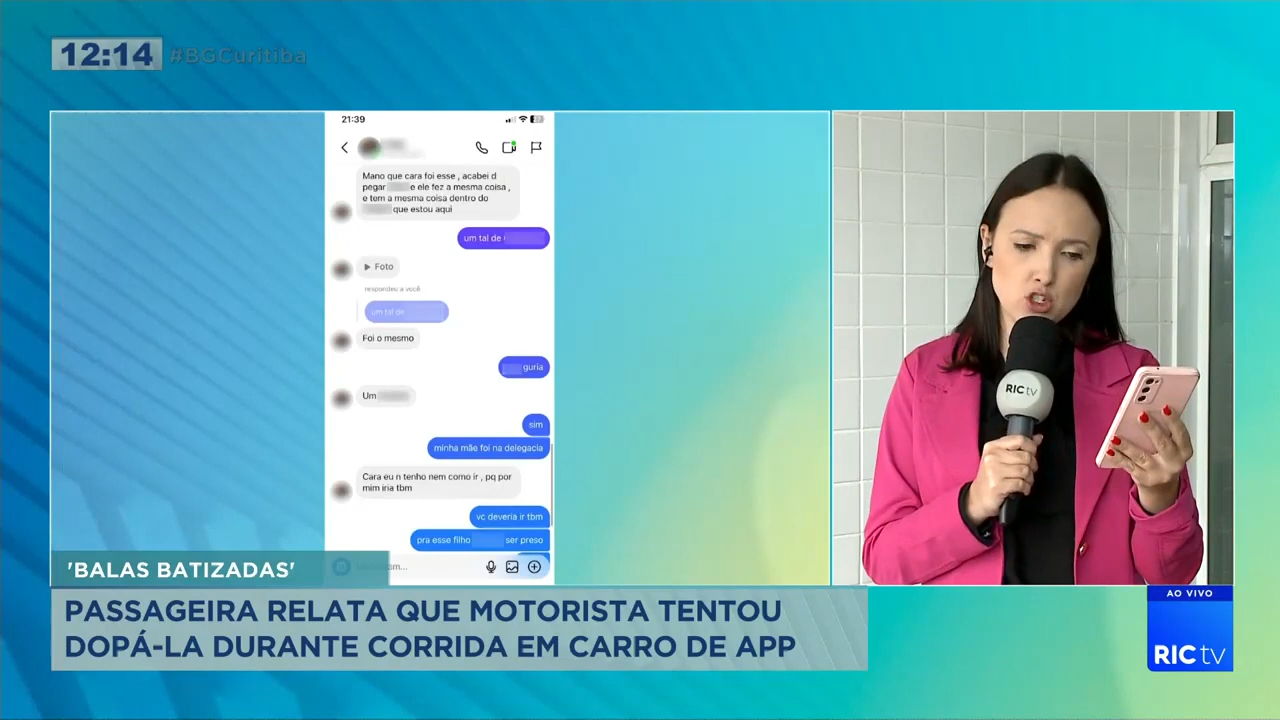 12:14 #BGCuritiba
21:39
Mano que cara foi esse , acabei d
pegar e ele fez a mesma coisa ,
e tem a mesma coisa dentro do
que estou aqui
um tal de
Foto
respondeu a você
um tal de
Foi o mesmo
guria
Um
sim
minha mãe foi na delegacia
Cara eu n tenho nem como ir , pq por
mim iria tbm
vc deveria ir tbm
pra esse filho ser preso
RIC tv
'BALAS BATIZADAS'
PASSAGEIRA RELATA QUE MOTORISTA TENTOU
DOPÁ-LA DURANTE CORRIDA EM CARRO DE APP
AO VIVO
RIC tv